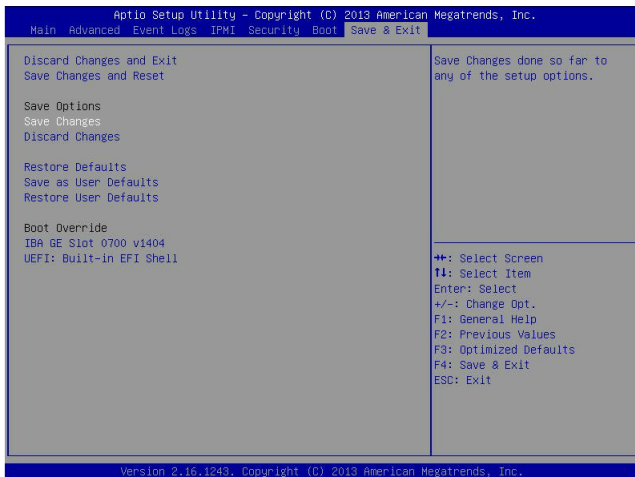 Aptio Setup Utility – Copyright (C) 2013 American Megatrends, Inc.
Main Advanced Event Logs IPMI Security Boot Save & Exit
Discard Changes and Exit
Save Changes and Reset
Save Options
Save Changes
Discard Changes
Restore Defaults
Save as User Defaults
Restore User Defaults
Boot Override
IBA GE Slot 0700 v1404
UEFI: Built-in EFI Shell
Save Changes done so far to
any of the setup options.
→←: Select Screen
↑↓: Select Item
Enter: Select
+/-: Change Opt.
F1: General Help
F2: Previous Values
F3: Optimized Defaults
F4: Save & Exit
ESC: Exit
Version 2.16.1243. Copyright (C) 2013 American Megatrends, Inc.